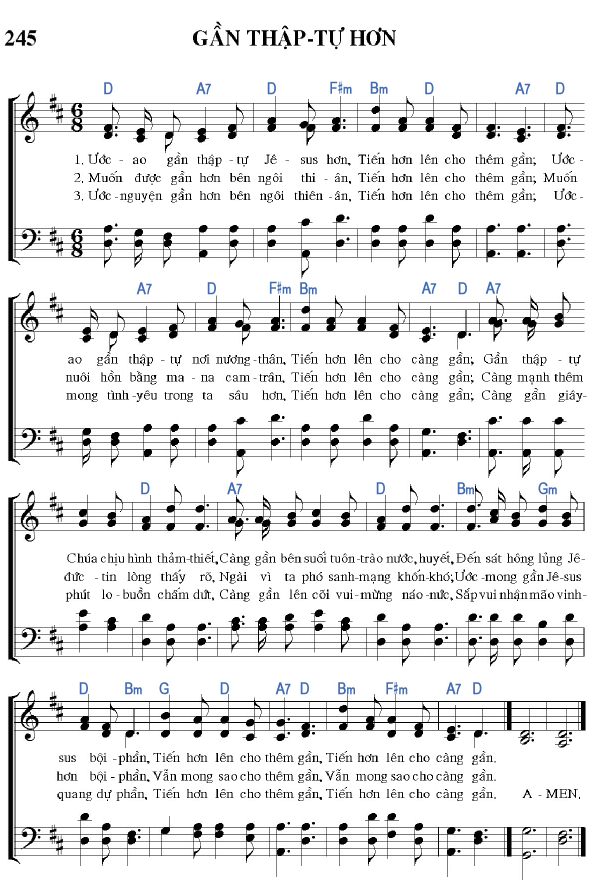 245 GẦN THẬP-TỰ HƠN
D A7 D F#m Bm D A7 D
1. Ước- ao gần thập- tự Jê- sus hơn, Tiến hơn lên cho thêm gần; Ước-
2. Muốn được gần hơn bên ngôi thi- ân, Tiến hơn lên cho thêm gần; Muốn
3. Ước-nguyện gần hơn bên ngôi thiên- ân, Tiến hơn lên cho thêm gần; Ước-
A7 D F#m Bm A7 D A7
ao gần thập- tự nơi nương-thân, Tiến hơn lên cho càng gần; Gần thập- tự
nuôi hồn bằng ma- na cam-trân, Tiến hơn lên cho càng gần; Càng mạnh thêm
mong tình-yêu trong ta sâu hơn, Tiến hơn lên cho càng gần; Càng gần giây-
D A7 D Bm Gm
Chúa chịu hình thảm-thiết, Càng gần bên suối tuôn-trào nước, huyết, Đến sát hông lủng Jê-
đức- tin lòng thấy rõ, Ngài vì ta phó sanh-mạng khốn-khó; Ước-mong gần Jê-sus
phút lo-buồn chấm dứt, Càng gần lên cõi vui-mừng náo-nức, Sắp vui nhận mão vinh-
D Bm G D A7 D Bm F#m A7 D
sus bội-phần, Tiến hơn lên cho thêm gần, Tiến hơn lên cho càng gần.
hơn bội-phần, Vẫn mong sao cho thêm gần, Vẫn mong sao cho càng gần.
quang dự phần, Tiến hơn lên cho thêm gần, Tiến hơn lên cho càng gần. A-MEN.